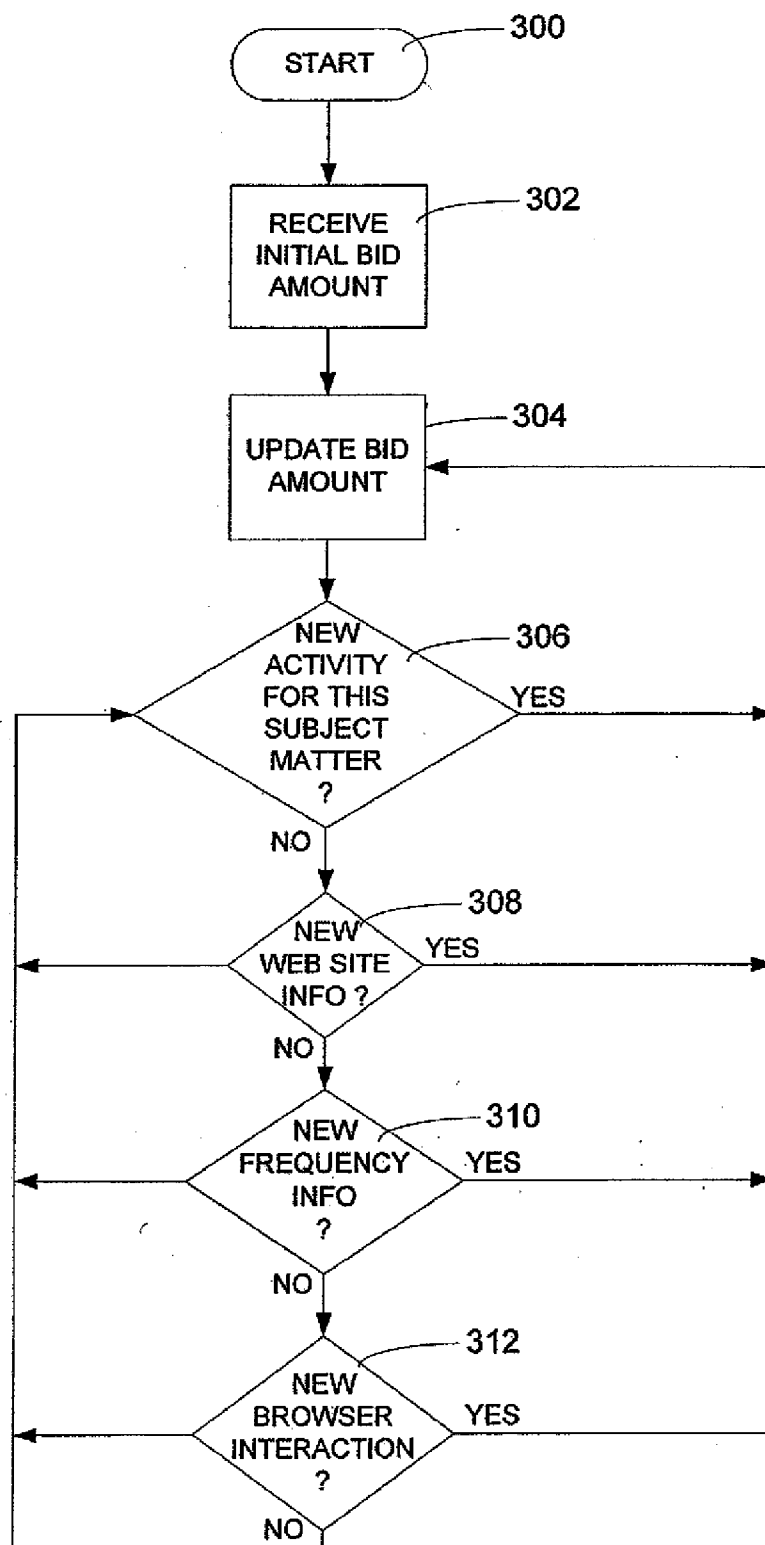 300
START
302
RECEIVE
INITIAL BID
AMOUNT
304
UPDATE BID
AMOUNT
306
NEW
ACTIVITY
FOR THIS
SUBJECT
MATTER
?
YES
NO
308
NEW
WEB SITE
INFO ?
YES
NO
310
NEW
FREQUENCY
INFO
?
YES
NO
312
NEW
BROWSER
INTERACTION
?
YES
NO